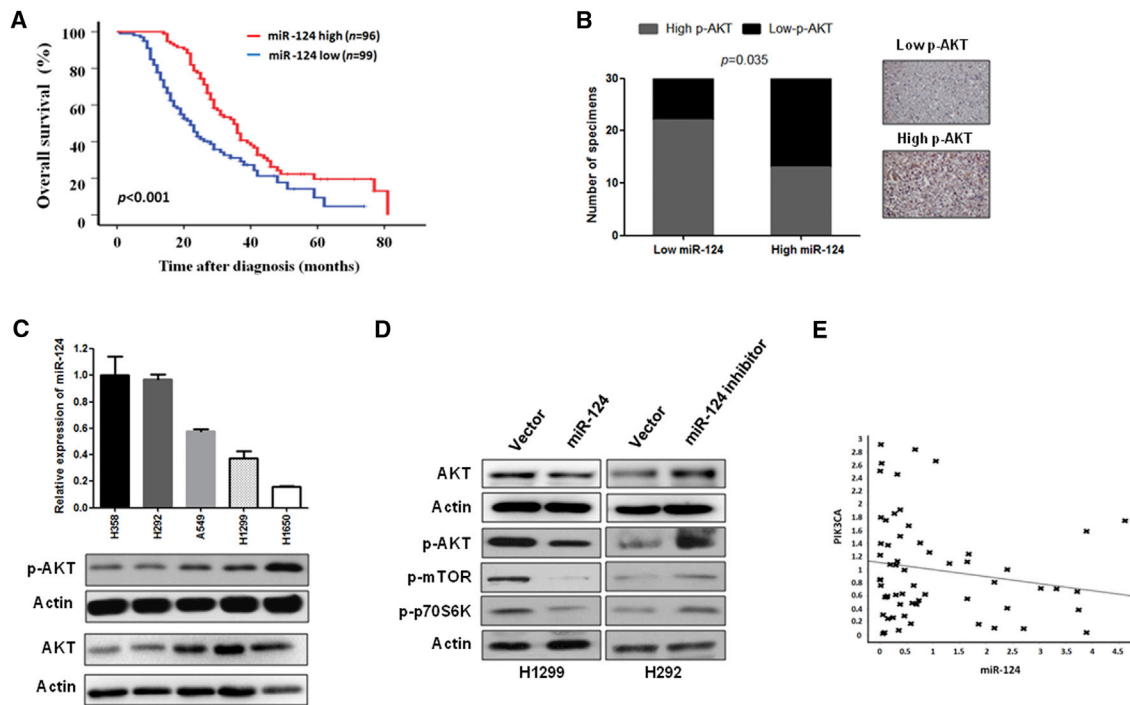 A
Overall survival (%)
100
80
60
40
20
0
miR-124 high (n=96)
miR-124 low (n=99)
p<0.001
0 20 40 60 80
Time after diagnosis (months)
B
High p-AKT Low-p-AKT
p=0.035
Number of specimens
30
20
10
0
Low miR-124 High miR-124
Low p-AKT
High p-AKT
C
Relative expression of miR-124
1.2
1.0
0.8
0.6
0.4
0.2
0.0
H358 H292 A549 H1299 H1650
p-AKT
Actin
AKT
Actin
D
Vector miR-124 Vector miR-124 inhibitor
AKT
Actin
p-AKT
p-mTOR
p-p70S6K
Actin
H1299 H292
E
PIK3CA
3
2.8
2.6
2.4
2.2
2
1.8
1.6
1.4
1.2
1
0.8
0.6
0.4
0.2
0
0 0.5 1 1.5 2 2.5 3 3.5 4 4.5
miR-124